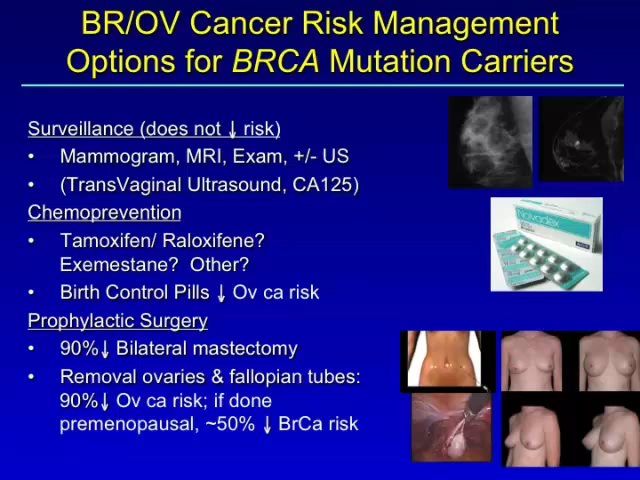 BR/OV Cancer Risk Management
Options for BRCA Mutation Carriers
Surveillance (does not ↓ risk)
• Mammogram, MRI, Exam, +/- US
• (TransVaginal Ultrasound, CA125)
Chemoprevention
• Tamoxifen/ Raloxifene?
Exemestane? Other?
• Birth Control Pills ↓ Ov ca risk
Prophylactic Surgery
• 90%↓ Bilateral mastectomy
• Removal ovaries & fallopian tubes:
90%↓ Ov ca risk; if done
premenopausal, ~50% ↓ BrCa risk
Nolvadex